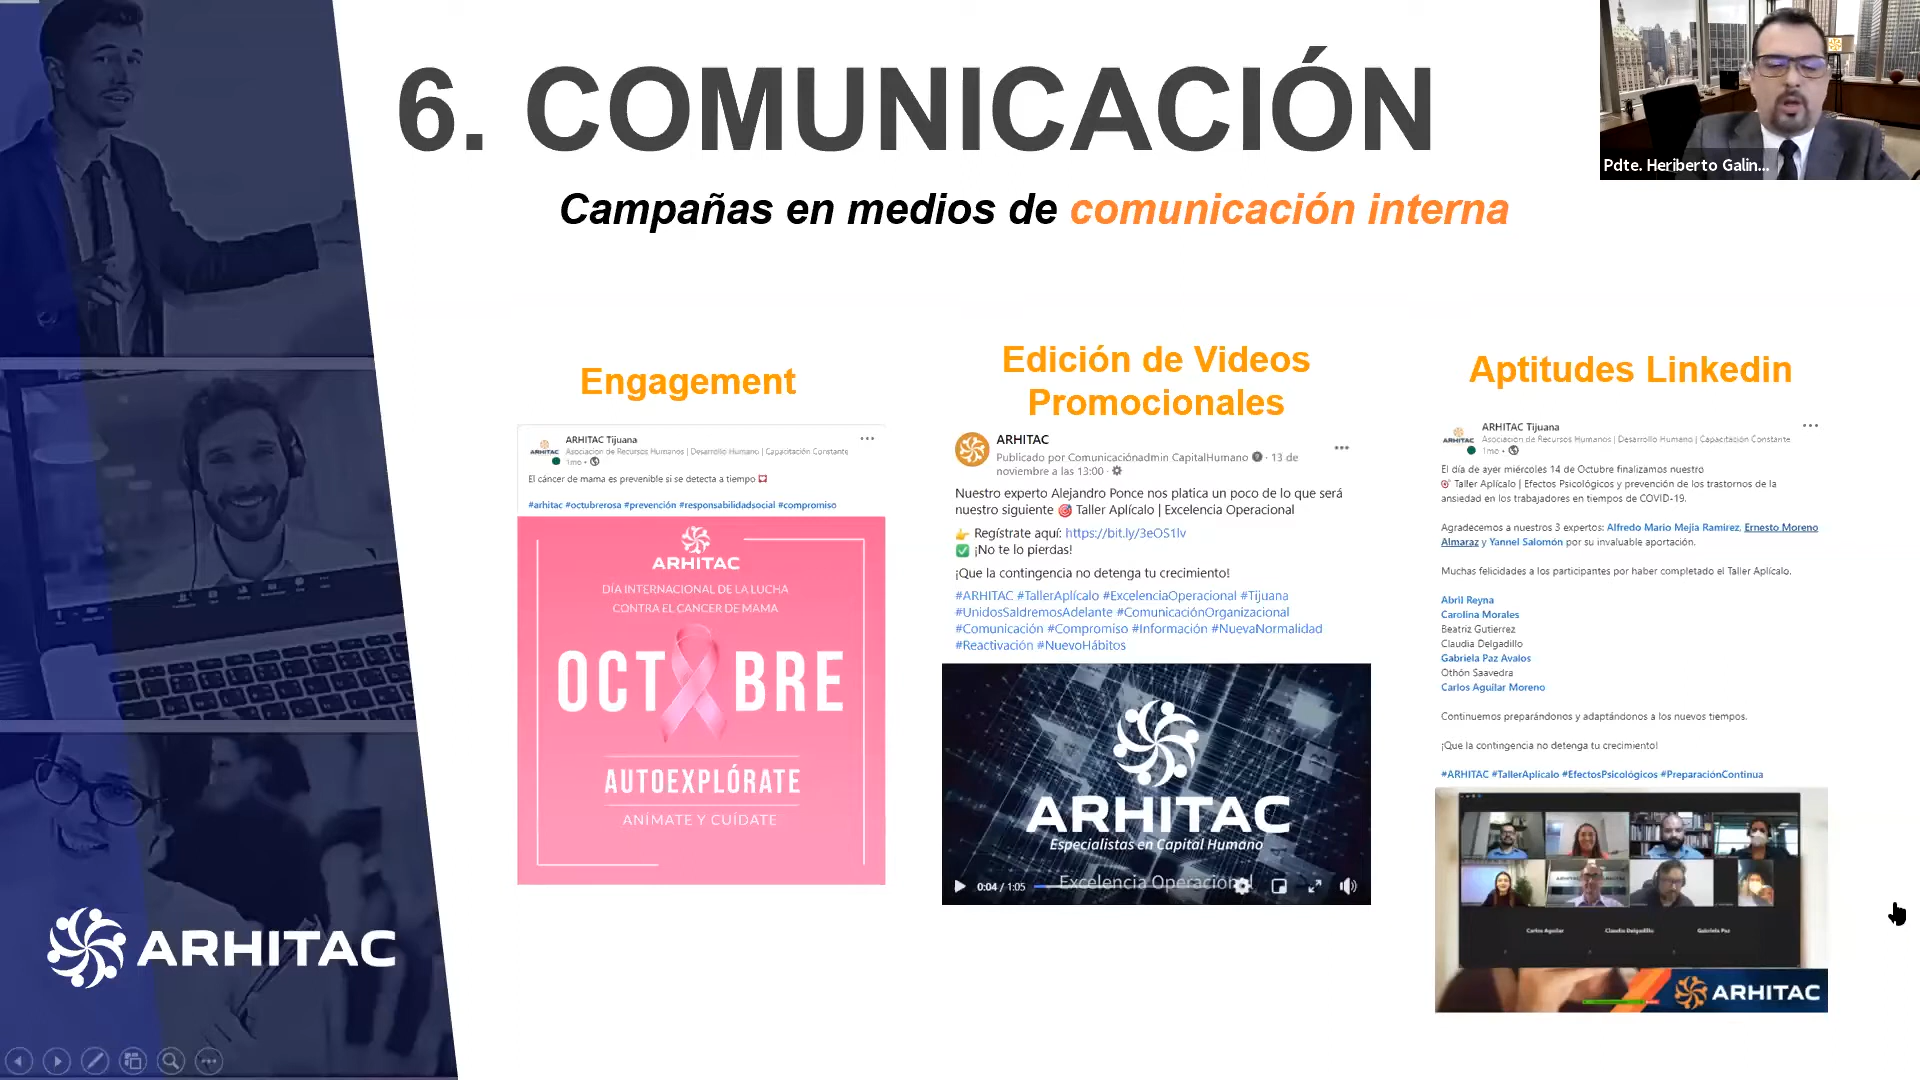 6. COMUNICACIÓN
Campañas en medios de comunicación interna
Pdte. Heriberto Galin...
Engagement
ARHITAC Tijuana
Asociación de Recursos Humanos | Desarrollo Humano | Capacitación Constante
1mo •
El cáncer de mama es prevenible si se detecta a tiempo
#arhitac #octubrerosa #prevención #responsabilidadsocial #compromiso
ARHITAC
DÍA INTERNACIONAL DE LA LUCHA
CONTRA EL CANCER DE MAMA
OCTUBRE
AUTOEXPLÓRATE
ANÍMATE Y CUÍDATE
Edición de Videos
Promocionales
ARHITAC
Publicado por Comunicaciónadmin CapitalHumano · 13 de
noviembre a las 13:00 ·
Nuestro experto Alejandro Ponce nos platica un poco de lo que será
nuestro siguiente 🎯 Taller Aplícalo | Excelencia Operacional
👉 Regístrate aquí: https://bit.ly/3eOS1lv
✅ ¡No te lo pierdas!
¡Que la contingencia no detenga tu crecimiento!
#ARHITAC #TallerAplícalo #ExcelenciaOperacional #Tijuana
#UnidosSaldremosAdelante #ComunicaciónOrganizacional
#Comunicación #Compromiso #Información #NuevaNormalidad
#Reactivación #NuevoHábitos
ARHITAC
Especialistas en Capital Humano
Excelencia Operacional
0:04 / 1:05
Aptitudes Linkedin
ARHITAC Tijuana
Asociación de Recursos Humanos | Desarrollo Humano | Capacitación Constante
1mo •
El día de ayer miércoles 14 de Octubre finalizamos nuestro
🎯 Taller Aplícalo | Efectos Psicológicos y prevención de los trastornos de la
ansiedad en los trabajadores en tiempos de COVID-19.
Agradecemos a nuestros 3 expertos: Alfredo Mario Mejia Ramirez, Ernesto Moreno
Almaraz y Yannel Salomón por su invaluable aportación.
Muchas felicidades a los participantes por haber completado el Taller Aplícalo.
Abril Reyna
Carolina Morales
Beatriz Gutierrez
Claudia Delgadillo
Gabriela Paz Avalos
Othón Saavedra
Carlos Aguilar Moreno
Continuemos preparándonos y adaptándonos a los nuevos tiempos.
¡Que la contingencia no detenga tu crecimiento!
#ARHITAC #TallerAplícalo #EfectosPsicológicos #PreparaciónContinua
Carlos Aguilar
Claudia Delgadillo
Gabriela Paz
ARHITAC
ARHITAC